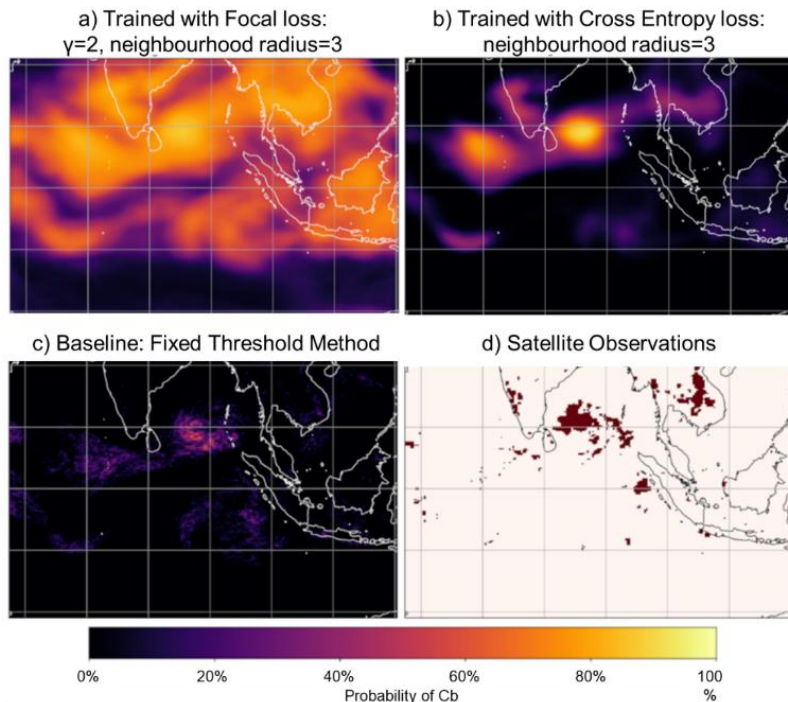 a) Trained with Focal loss:
γ=2, neighbourhood radius=3
b) Trained with Cross Entropy loss:
neighbourhood radius=3
c) Baseline: Fixed Threshold Method
d) Satellite Observations
0% 20% 40% 60% 80% 100
Probability of Cb %